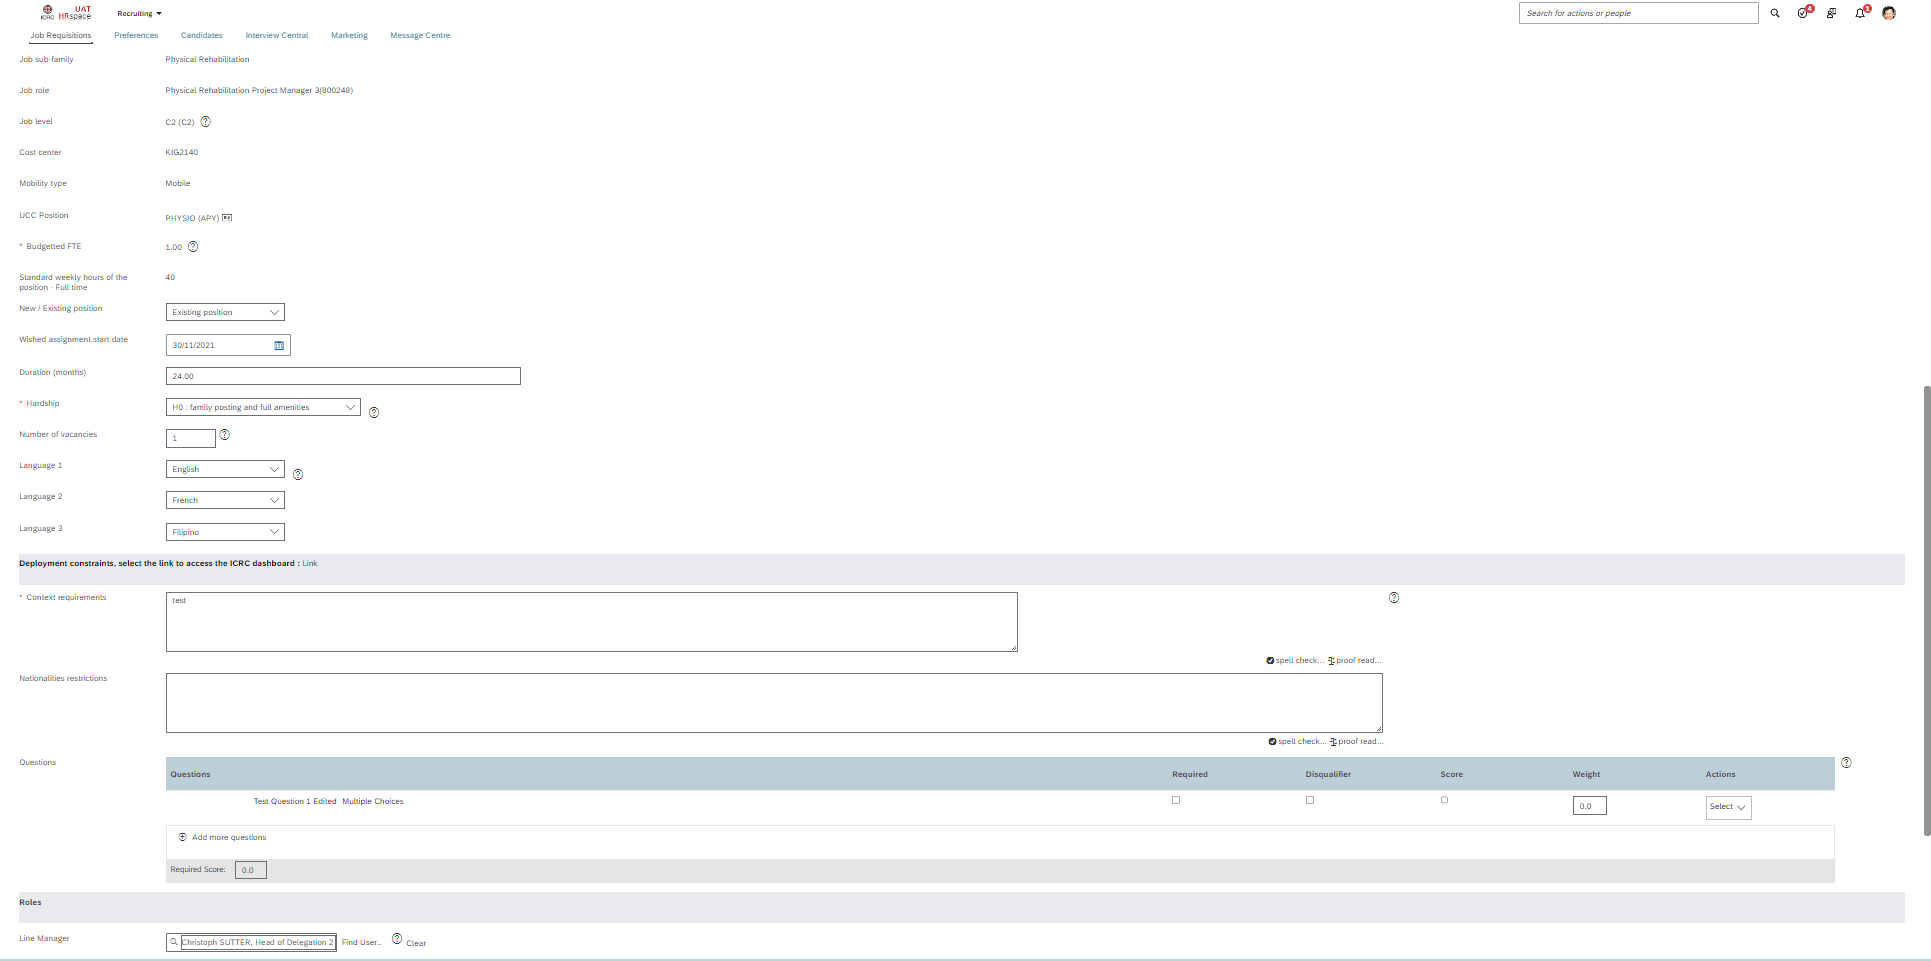 ICRC UAT HRspace Recruiting Search for actions or people 4 1
Job Requisitions Preferences Candidates Interview Central Marketing Message Centre
Job sub-family Physical Rehabilitation
Job role Physical Rehabilitation Project Manager 3(800248)
Job level C2 (C2) ?
Cost center KIG2140
Mobility type Mobile
UCC Position PHYSIO (APY)
* Budgetted FTE 1.00 ?
Standard weekly hours of the position - Full time 40
New / Existing position Existing position
Wished assignment start date 30/11/2021
Duration (months) 24.00
* Hardship H0 : family posting and full amenities ?
Number of vacancies 1 ?
Language 1 English ?
Language 2 French
Language 3 Filipino
Deployment constraints, select the link to access the ICRC dashboard : Link
* Context requirements test ?
spell check... proof read...
Nationalities restrictions
spell check... proof read...
Questions ?
Questions Required Disqualifier Score Weight Actions
Test Question 1 Edited Multiple Choices 0.0 Select
Add more questions
Required Score: 0.0
Roles
Line Manager Christoph SUTTER, Head of Delegation 2 Find User.. ? Clear